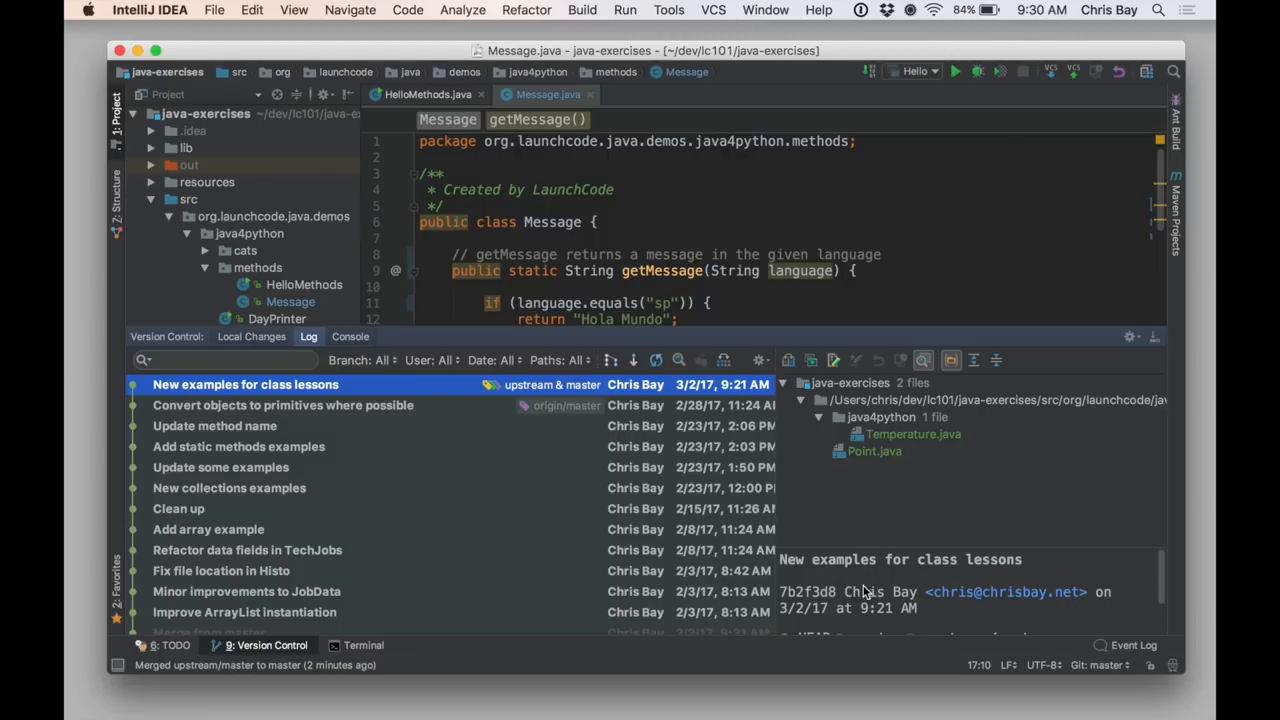 IntelliJ IDEA File Edit View Navigate Code Analyze Refactor Build Run Tools VCS Window Help 84% 9:30 AM Chris Bay
Message.java - java-exercises - [~/dev/lc101/java-exercises]
java-exercises src org launchcode java demos java4python methods Message Hello
Project HelloMethods.java Message.java
1: Project
7: Structure
2: Favorites
java-exercises ~/dev/lc101/java-e
.idea
lib
out
resources
src
org.launchcode.java.demos
java4python
cats
methods
HelloMethods
Message
DayPrinter
Message getMessage()
1 package org.launchcode.java.demos.java4python.methods;
2
3 /**
4 * Created by LaunchCode
5 */
6 public class Message {
7
8 // getMessage returns a message in the given language
9 @ public static String getMessage(String language) {
10
11 if (language.equals("sp")) {
12 return "Hola Mundo";
Ant Build
Maven Projects
Version Control: Local Changes Log Console
Branch: All User: All Date: All Paths: All
New examples for class lessons upstream & master Chris Bay 3/2/17, 9:21 AM
Convert objects to primitives where possible origin/master Chris Bay 2/28/17, 11:24 AM
Update method name Chris Bay 2/23/17, 2:06 PM
Add static methods examples Chris Bay 2/23/17, 2:03 PM
Update some examples Chris Bay 2/23/17, 1:50 PM
New collections examples Chris Bay 2/23/17, 12:00 PM
Clean up Chris Bay 2/15/17, 11:26 AM
Add array example Chris Bay 2/8/17, 11:24 AM
Refactor data fields in TechJobs Chris Bay 2/8/17, 11:24 AM
Fix file location in Histo Chris Bay 2/3/17, 8:42 AM
Minor improvements to JobData Chris Bay 2/3/17, 8:13 AM
Improve ArrayList instantiation Chris Bay 2/3/17, 8:13 AM
Merge from master
java-exercises 2 files
/Users/chris/dev/lc101/java-exercises/src/org/launchcode/jav
java4python 1 file
Temperature.java
Point.java
New examples for class lessons
7b2f3d8 Chris Bay <chris@chrisbay.net> on
3/2/17 at 9:21 AM
6: TODO 9: Version Control Terminal Event Log
Merged upstream/master to master (2 minutes ago) 17:10 LF UTF-8 Git: master